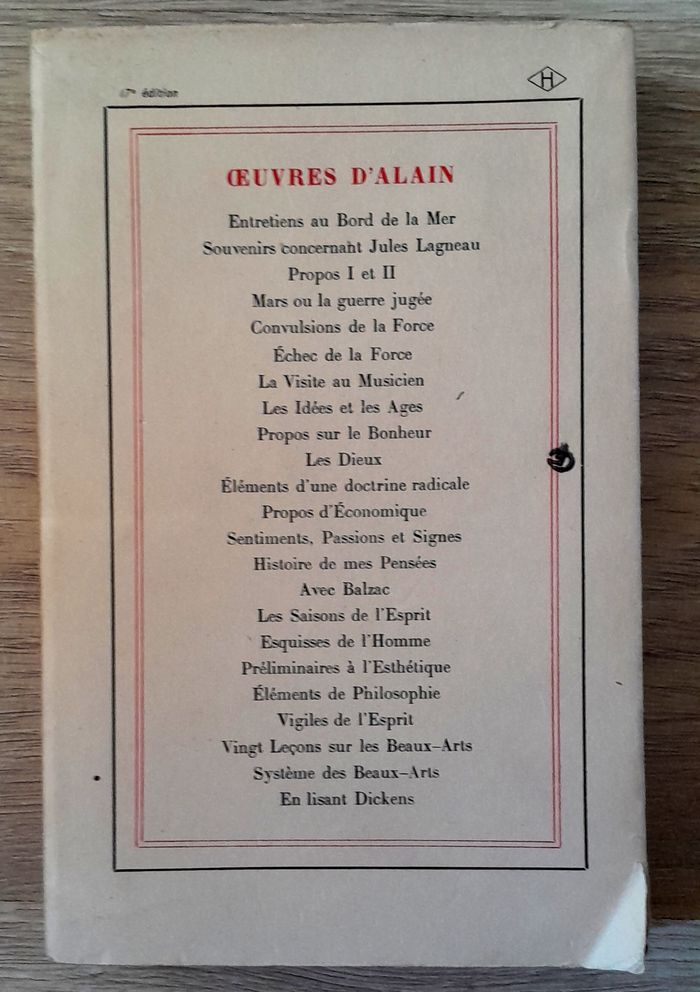 édition
H
ŒUVRES D'ALAIN
Entretiens au Bord de la Mer
Souvenirs concernant Jules Lagneau
Propos I et II
Mars ou la guerre jugée
Convulsions de la Force
Échec de la Force
La Visite au Musicien
Les Idées et les Ages
Propos sur le Bonheur
Les Dieux
Éléments d'une doctrine radicale
Propos d'Économique
Sentiments, Passions et Signes
Histoire de mes Pensées
Avec Balzac
Les Saisons de l'Esprit
Esquisses de l'Homme
Préliminaires à l'Esthétique
Éléments de Philosophie
Vigiles de l'Esprit
Vingt Leçons sur les Beaux-Arts
Système des Beaux-Arts
En lisant Dickens